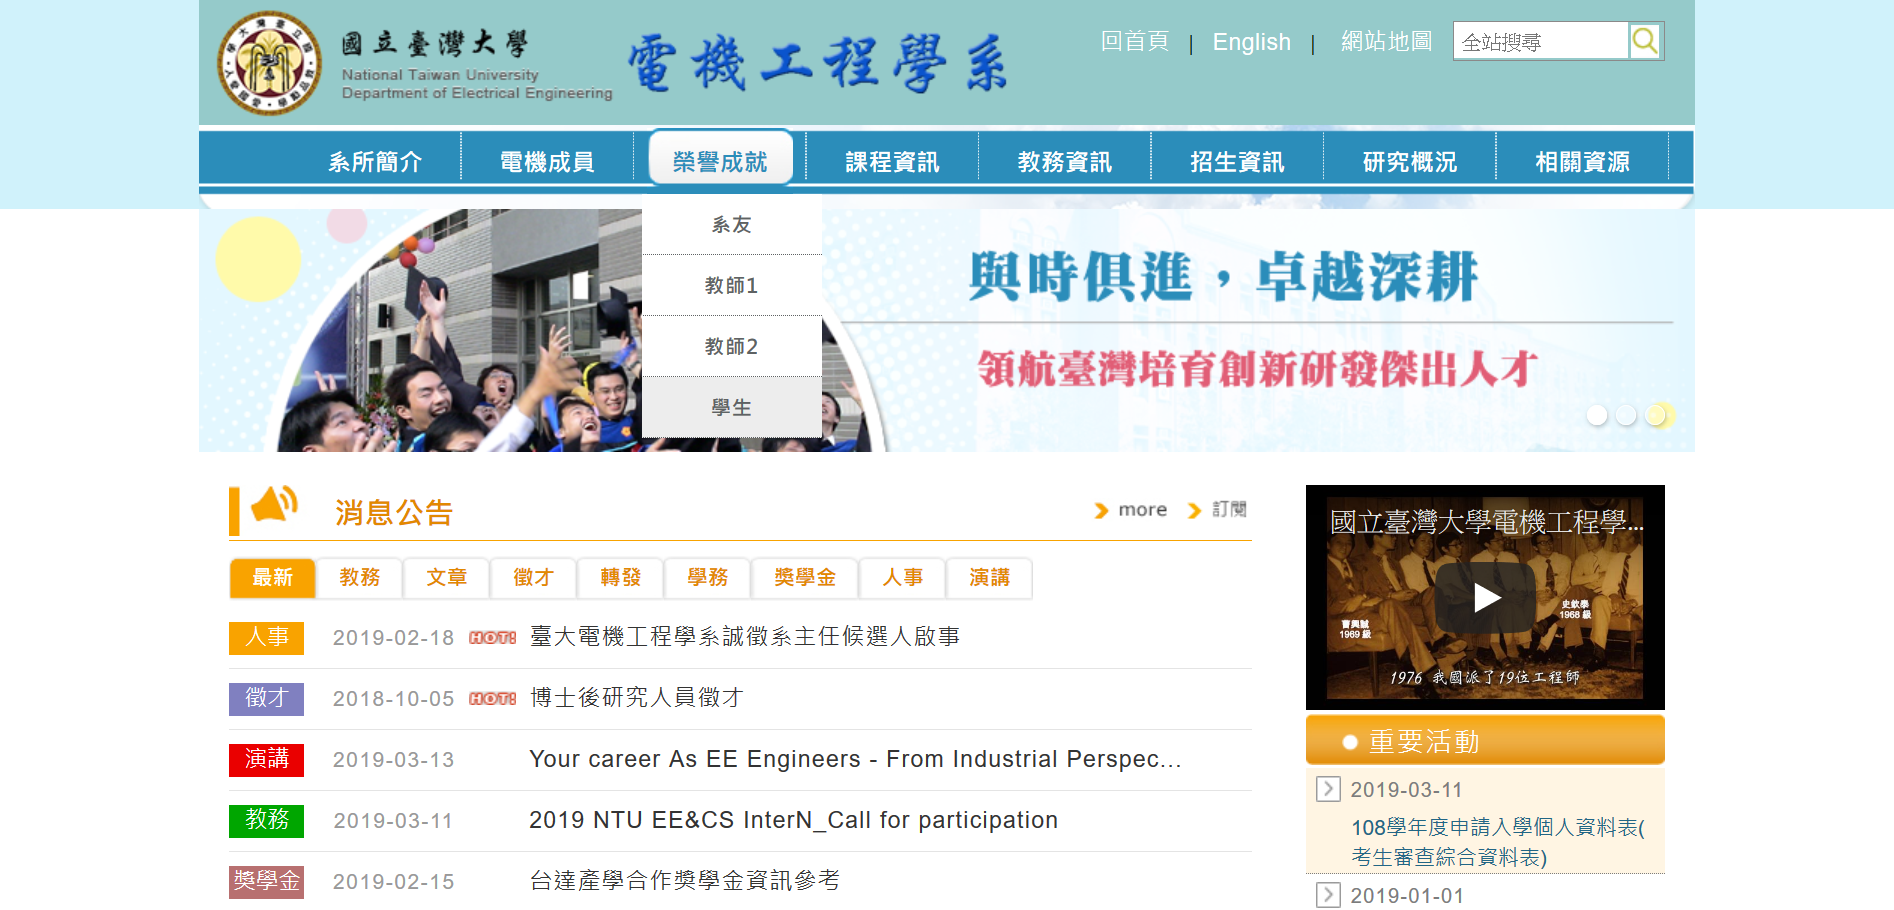 國立臺灣大學
National Taiwan University
Department of Electrical Engineering
電機工程學系
回首頁 | English | 網站地圖
全站搜尋
系所簡介
電機成員
榮譽成就
課程資訊
教務資訊
招生資訊
研究概況
相關資源
系友
教師1
教師2
學生
與時俱進，卓越深耕
領航臺灣培育創新研發傑出人才
消息公告
more
訂閱
最新
教務
文章
徵才
轉發
學務
獎學金
人事
演講
人事 2019-02-18 HOT! 臺大電機工程學系誠徵系主任候選人啟事
徵才 2018-10-05 HOT! 博士後研究人員徵才
演講 2019-03-13 Your career As EE Engineers - From Industrial Perspec...
教務 2019-03-11 2019 NTU EE&CS InterN_Call for participation
獎學金 2019-02-15 台達產學合作獎學金資訊參考
國立臺灣大學電機工程學...
史欽泰
1968 級
1969 級
1976 我國派了19位工程師
重要活動
2019-03-11
108學年度申請入學個人資料表(
考生審查綜合資料表)
2019-01-01